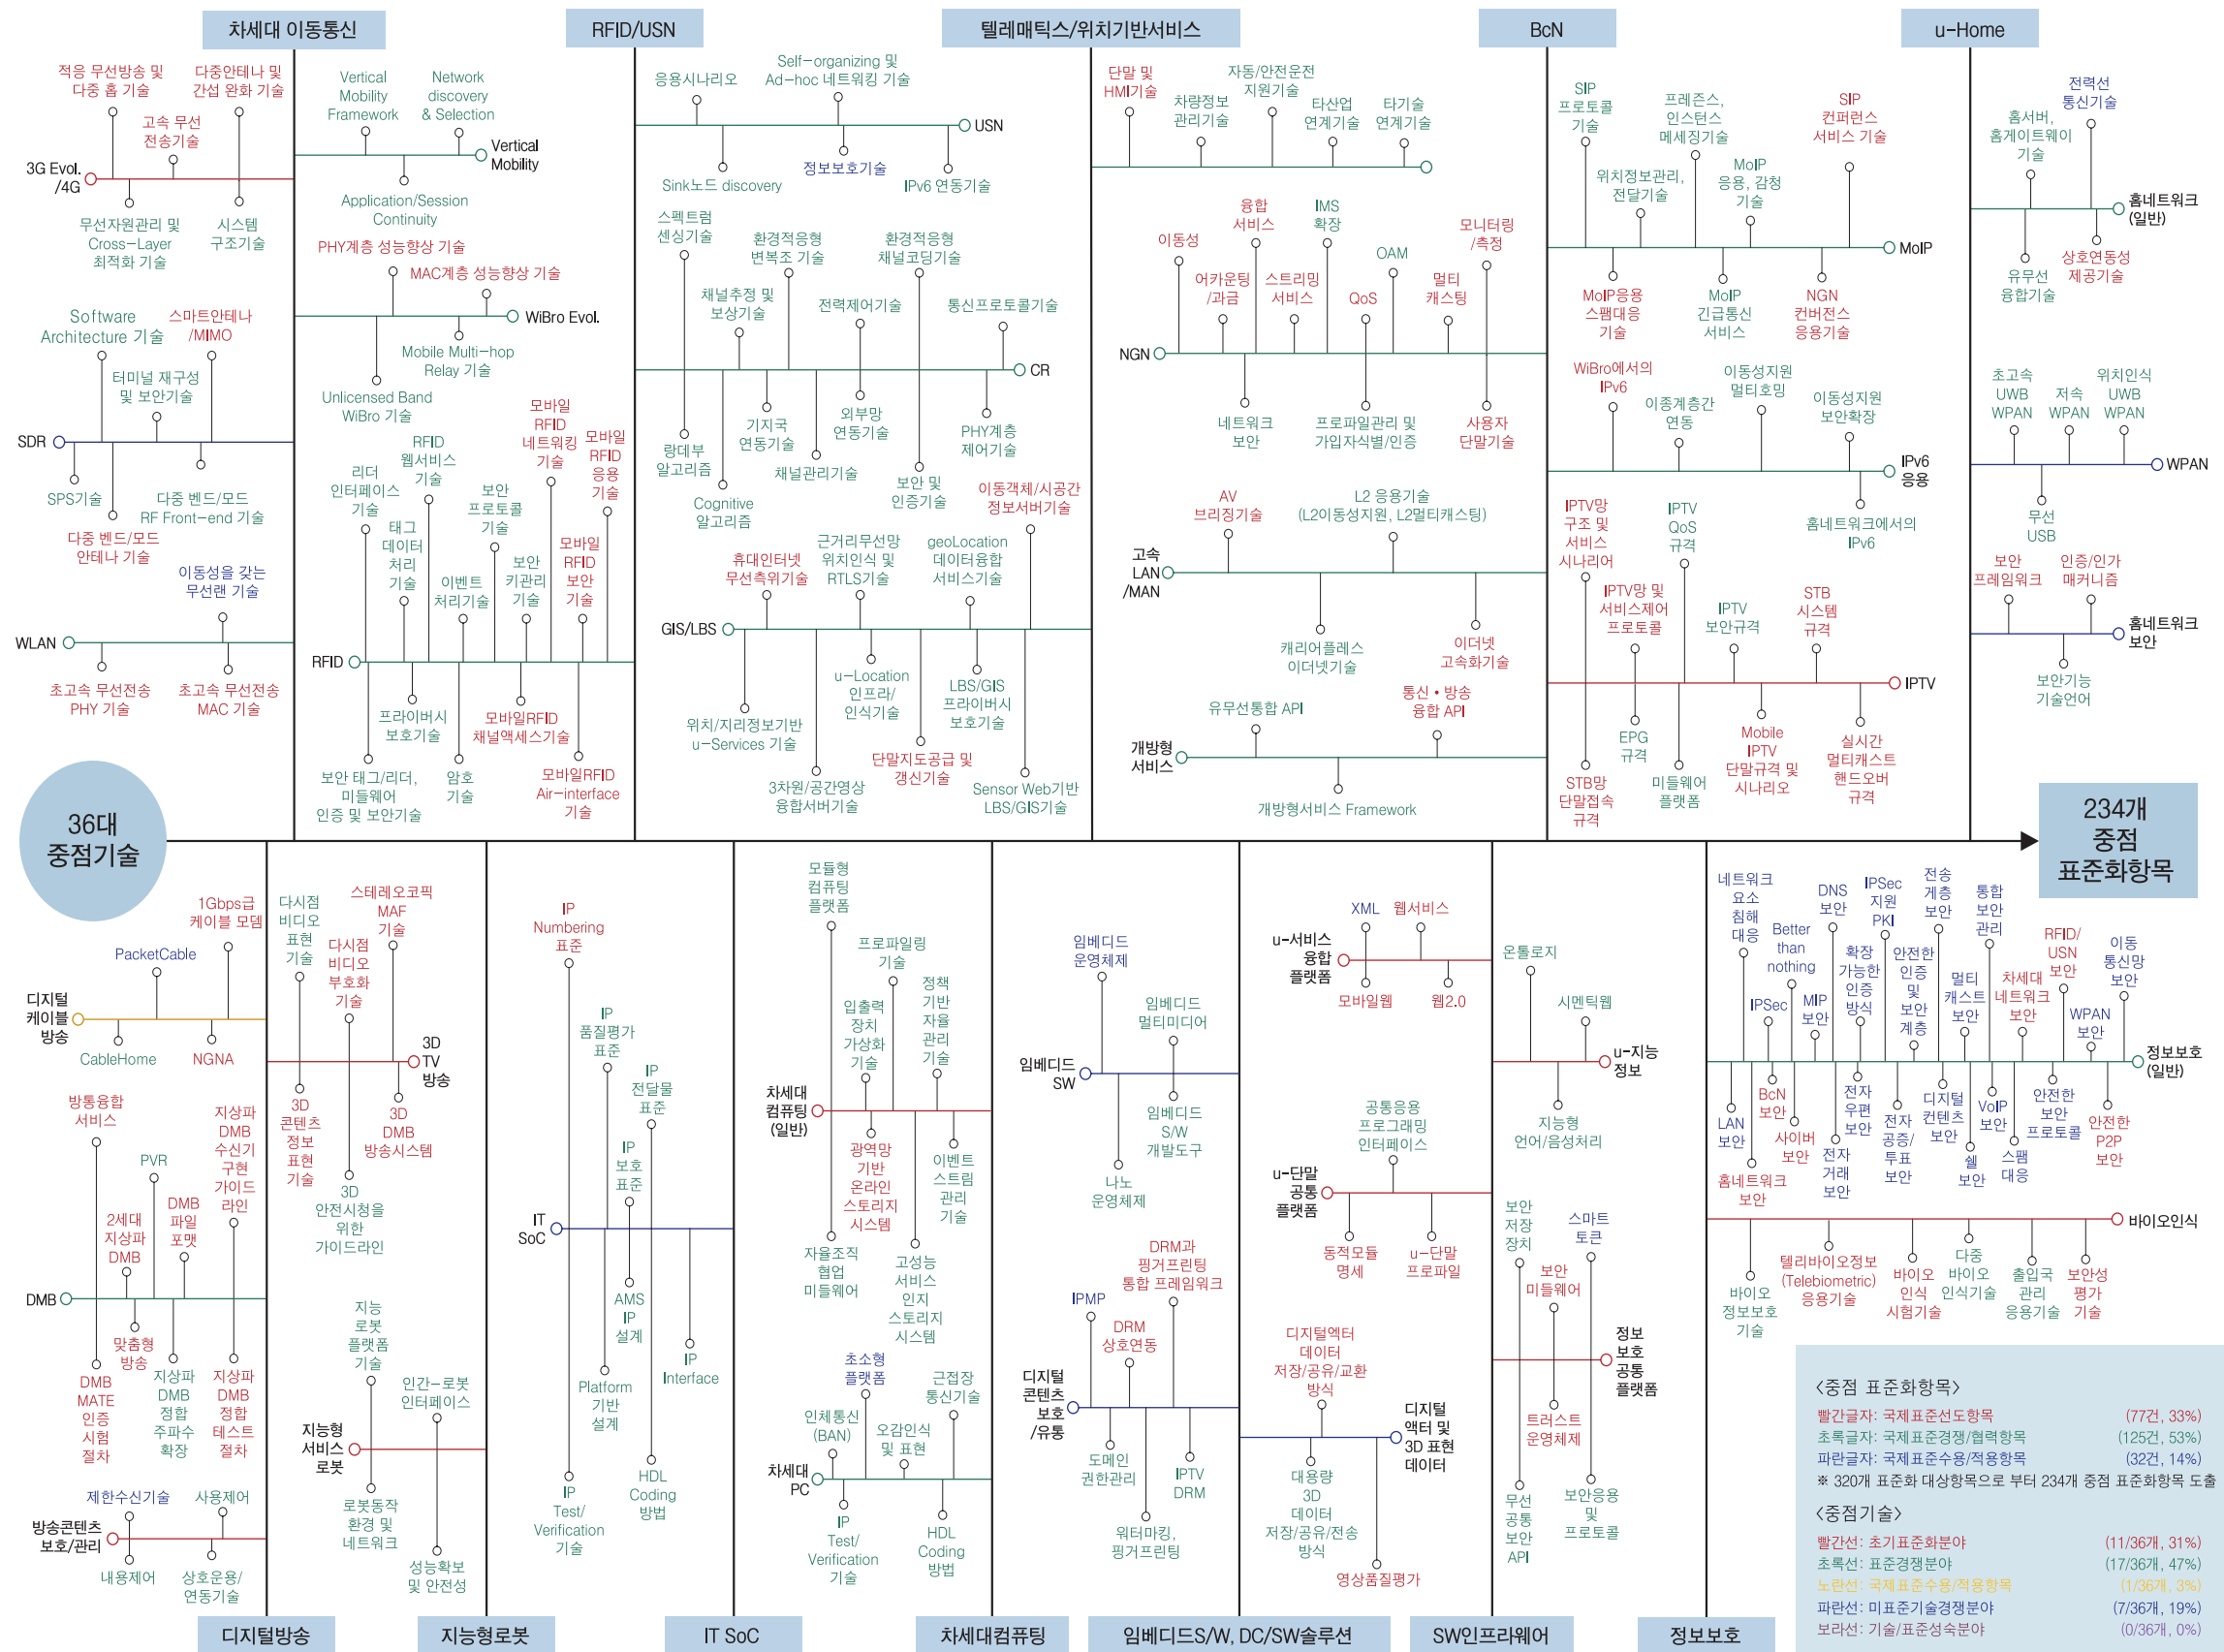 차세대 이동통신
RFID/USN
텔레매틱스/위치기반서비스
BcN
u-Home
적응 무선방송 및
다중 홉 기술
다중안테나 및
간섭 완화 기술
고속 무선
전송기술
3G Evol.
/4G
무선자원관리 및
Cross-Layer
최적화 기술
시스템
구조기술
Software
Architecture 기술
스마트안테나
/MIMO
터미널 재구성
및 보안기술
SDR
SPS기술
다중 벤드/모드
RF Front-end 기술
다중 벤드/모드
안테나 기술
이동성을 갖는
무선랜 기술
WLAN
초고속 무선전송
PHY 기술
초고속 무선전송
MAC 기술
Vertical
Mobility
Framework
Network
discovery
& Selection
Vertical
Mobility
Application/Session
Continuity
PHY계층 성능향상 기술
MAC계층 성능향상 기술
WiBro Evol.
Mobile Multi-hop
Relay 기술
Unlicensed Band
WiBro 기술
리더
인터페이스
기술
RFID
웹서비스
기술
태그
데이터
처리
기술
이벤트
처리기술
보안
프로토콜
기술
보안
키관리
기술
모바일
RFID
네트워킹
기술
모바일
RFID
보안
기술
모바일
RFID
응용
기술
RFID
프라이버시
보호기술
모바일RFID
채널액세스기술
보안 태그/리더,
미들웨어
인증 및 보안기술
암호
기술
모바일RFID
Air-interface
기술
응용시나리오
Self-organizing 및
Ad-hoc 네트워킹 기술
USN
Sink노드 discovery
정보보호기술
IPv6 연동기술
스펙트럼
센싱기술
환경적응형
변복조 기술
환경적응형
채널코딩기술
채널추정 및
보상기술
전력제어기술
통신프로토콜기술
CR
랑데부
알고리즘
기지국
연동기술
외부망
연동기술
PHY계층
제어기술
채널관리기술
Cognitive
알고리즘
보안 및
인증기술
이동객체/시공간
정보서버기술
휴대인터넷
무선측위기술
근거리무선망
위치인식 및
RTLS기술
geoLocation
데이터융합
서비스기술
GIS/LBS
위치/지리정보기반
u-Services 기술
u-Location
인프라/
인식기술
LBS/GIS
프라이버시
보호기술
3차원/공간영상
융합서버기술
단말지도공급 및
갱신기술
Sensor Web기반
LBS/GIS기술
단말 및
HMI기술
차량정보
관리기술
자동/안전운전
지원기술
타산업
연계기술
타기술
연계기술
이동성
융합
서비스
IMS
확장
모니터링
/측정
어카운팅
/과금
스트리밍
서비스
QoS
OAM
멀티
캐스팅
NGN
네트워크
보안
프로파일관리 및
가입자식별/인증
사용자
단말기술
AV
브리징기술
L2 응용기술
(L2이동성지원, L2멀티캐스팅)
고속
LAN
/MAN
캐리어플레스
이더넷기술
이더넷
고속화기술
유무선통합 API
통신•방송
융합 API
개방형
서비스
개방형서비스 Framework
SIP
프로토콜
기술
프레즌스,
인스턴스
메세징기술
SIP
컨퍼런스
서비스 기술
위치정보관리,
전달기술
MoIP
응용, 감청
기술
MoIP
MoIP응용
스팸대응
기술
MoIP
긴급통신
서비스
NGN
컨버전스
응용기술
WiBro에서의
IPv6
이종계층간
연동
이동성지원
멀티호밍
이동성지원
보안확장
IPv6
응용
홈네트워크에서의
IPv6
IPTV망
구조 및
서비스
시나리어
IPTV
QoS
규격
IPTV망 및
서비스제어
프로토콜
IPTV
보안규격
STB
시스템
규격
IPTV
STB망
단말접속
규격
EPG
규격
미들웨어
플랫폼
Mobile
IPTV
단말규격 및
시나리오
실시간
멀티캐스트
핸드오버
규격
전력선
통신기술
홈서버,
홈게이트웨이
기술
홈네트워크
(일반)
유무선
융합기술
상호연동성
제공기술
초고속
UWB
WPAN
저속
WPAN
위치인식
UWB
WPAN
WPAN
무선
USB
보안
프레임워크
인증/인가
매커니즘
홈네트워크
보안
보안기능
기술언어
36대
중점기술
234개
중점
표준화항목
1Gbps급
케이블 모뎀
PacketCable
디지털
케이블
방송
CableHome
NGNA
방통융합
서비스
2세대
지상파
DMB
PVR
DMB
파일
포맷
지상파
DMB
수신기
구현
가이드
라인
DMB
맞춤형
방송
DMB
MATE
인증
시험
절차
지상파
DMB
정합
주파수
확장
지상파
DMB
정합
테스트
절차
제한수신기술
사용제어
방송콘텐츠
보호/관리
내용제어
상호운용/
연동기술
다시점
비디오
표현
기술
다시점
비디오
부호화
기술
스테레오코픽
MAF
기술
3D
TV
방송
3D
콘텐츠
정보
표현
기술
3D
DMB
방송시스템
3D
안전시청을
위한
가이드라인
지능
로봇
플랫폼
기술
인간-로봇
인터페이스
지능형
서비스
로봇
로봇동작
환경 및
네트워크
성능확보
및 안전성
IP
Numbering
표준
IP
품질평가
표준
IP
전달물
표준
IP
보호
표준
IT
SoC
AMS
IP
설계
IP
Interface
Platform
기반
설계
IP
Test/
Verification
기술
HDL
Coding
방법
모듈형
컴퓨팅
플랫폼
프로파일링
기술
입출력
장치
가상화
기술
정책
기반
자율
관리
기술
차세대
컴퓨팅
(일반)
광역망
기반
온라인
스토리지
시스템
이벤트
스트림
관리
기술
자율조직
협업
미들웨어
고성능
서비스
인지
스토리지
시스템
초소형
플랫폼
근접장
통신기술
인체통신
(BAN)
오감인식
및 표현
차세대
PC
IP
Test/
Verification
기술
HDL
Coding
방법
임베디드
운영체제
임베디드
멀티미디어
임베디드
SW
임베디드
S/W
개발도구
나노
운영체제
DRM과
핑거프린팅
통합 프레임워크
IPMP
DRM
상호연동
디지털
콘텐츠
보호
/유통
도메인
권한관리
IPTV
DRM
워터마킹,
핑거프린팅
XML
웹서비스
u-서비스
융합
플랫폼
모바일웹
웹2.0
공통응용
프로그래밍
인터페이스
u-단말
공통
플랫폼
동적모듈
명세
u-단말
프로파일
디지털액터
데이터
저장/공유/교환
방식
디지털
액터 및
3D 표현
데이터
대용량
3D
데이터
저장/공유/전송
방식
영상품질평가
온톨로지
시멘틱웹
u-지능
정보
지능형
언어/음성처리
보안
저장
장치
스마트
토큰
보안
미들웨어
정보
보호
공통
플랫폼
트러스트
운영체제
무선
공통
보안
API
보안응용
및
프로토콜
네트워크
요소
침해
대응
Better
than
nothing
IPSec
MIP
보안
DNS
보안
확장
가능한
인증
방식
IPSec
지원
PKI
안전한
인증
및
보안
계층
전송
계층
보안
멀티
캐스트
보안
통합
보안
관리
차세대
네트워크
보안
RFID/
USN
보안
WPAN
보안
이동
통신망
보안
정보보호
(일반)
LAN
보안
홈네트워크
보안
BcN
보안
사이버
보안
전자
거래
보안
전자
우편
보안
전자
공증/
투표
보안
디지털
컨텐츠
보안
쉘
보안
VoIP
보안
스팸
대응
안전한
보안
프로토콜
안전한
P2P
보안
바이오인식
바이오
정보보호
기술
텔리바이오정보
(Telebiometric)
응용기술
바이오
인식
시험기술
다중
바이오
인식기술
출입국
관리
응용기술
보안성
평가
기술
〈중점 표준화항목〉
빨간글자: 국제표준선도항목 (77건, 33%)
초록글자: 국제표준경쟁/협력항목 (125건, 53%)
파란글자: 국제표준수용/적용항목 (32건, 14%)
※ 320개 표준화 대상항목으로 부터 234개 중점 표준화항목 도출
〈중점기술〉
빨간선: 초기표준화분야 (11/36개, 31%)
초록선: 표준경쟁분야 (17/36개, 47%)
노란선: 국제표준수용/적용항목 (1/36개, 3%)
파란선: 미표준기술경쟁분야 (7/36개, 19%)
보라선: 기술/표준성숙분야 (0/36개, 0%)
디지털방송
지능형로봇
IT SoC
차세대컴퓨팅
임베디드S/W, DC/SW솔루션
SW인프라웨어
정보보호